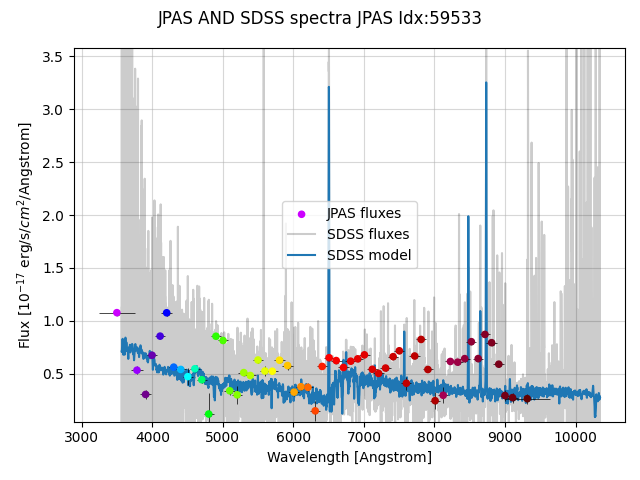 JPAS AND SDSS spectra JPAS Idx:59533
3.5
3.0
2.5
2.0
1.5
1.0
0.5
Flux [10⁻¹⁷ erg/s/cm²/Angstrom]
JPAS fluxes
SDSS fluxes
SDSS model
3000 4000 5000 6000 7000 8000 9000 10000
Wavelength [Angstrom]